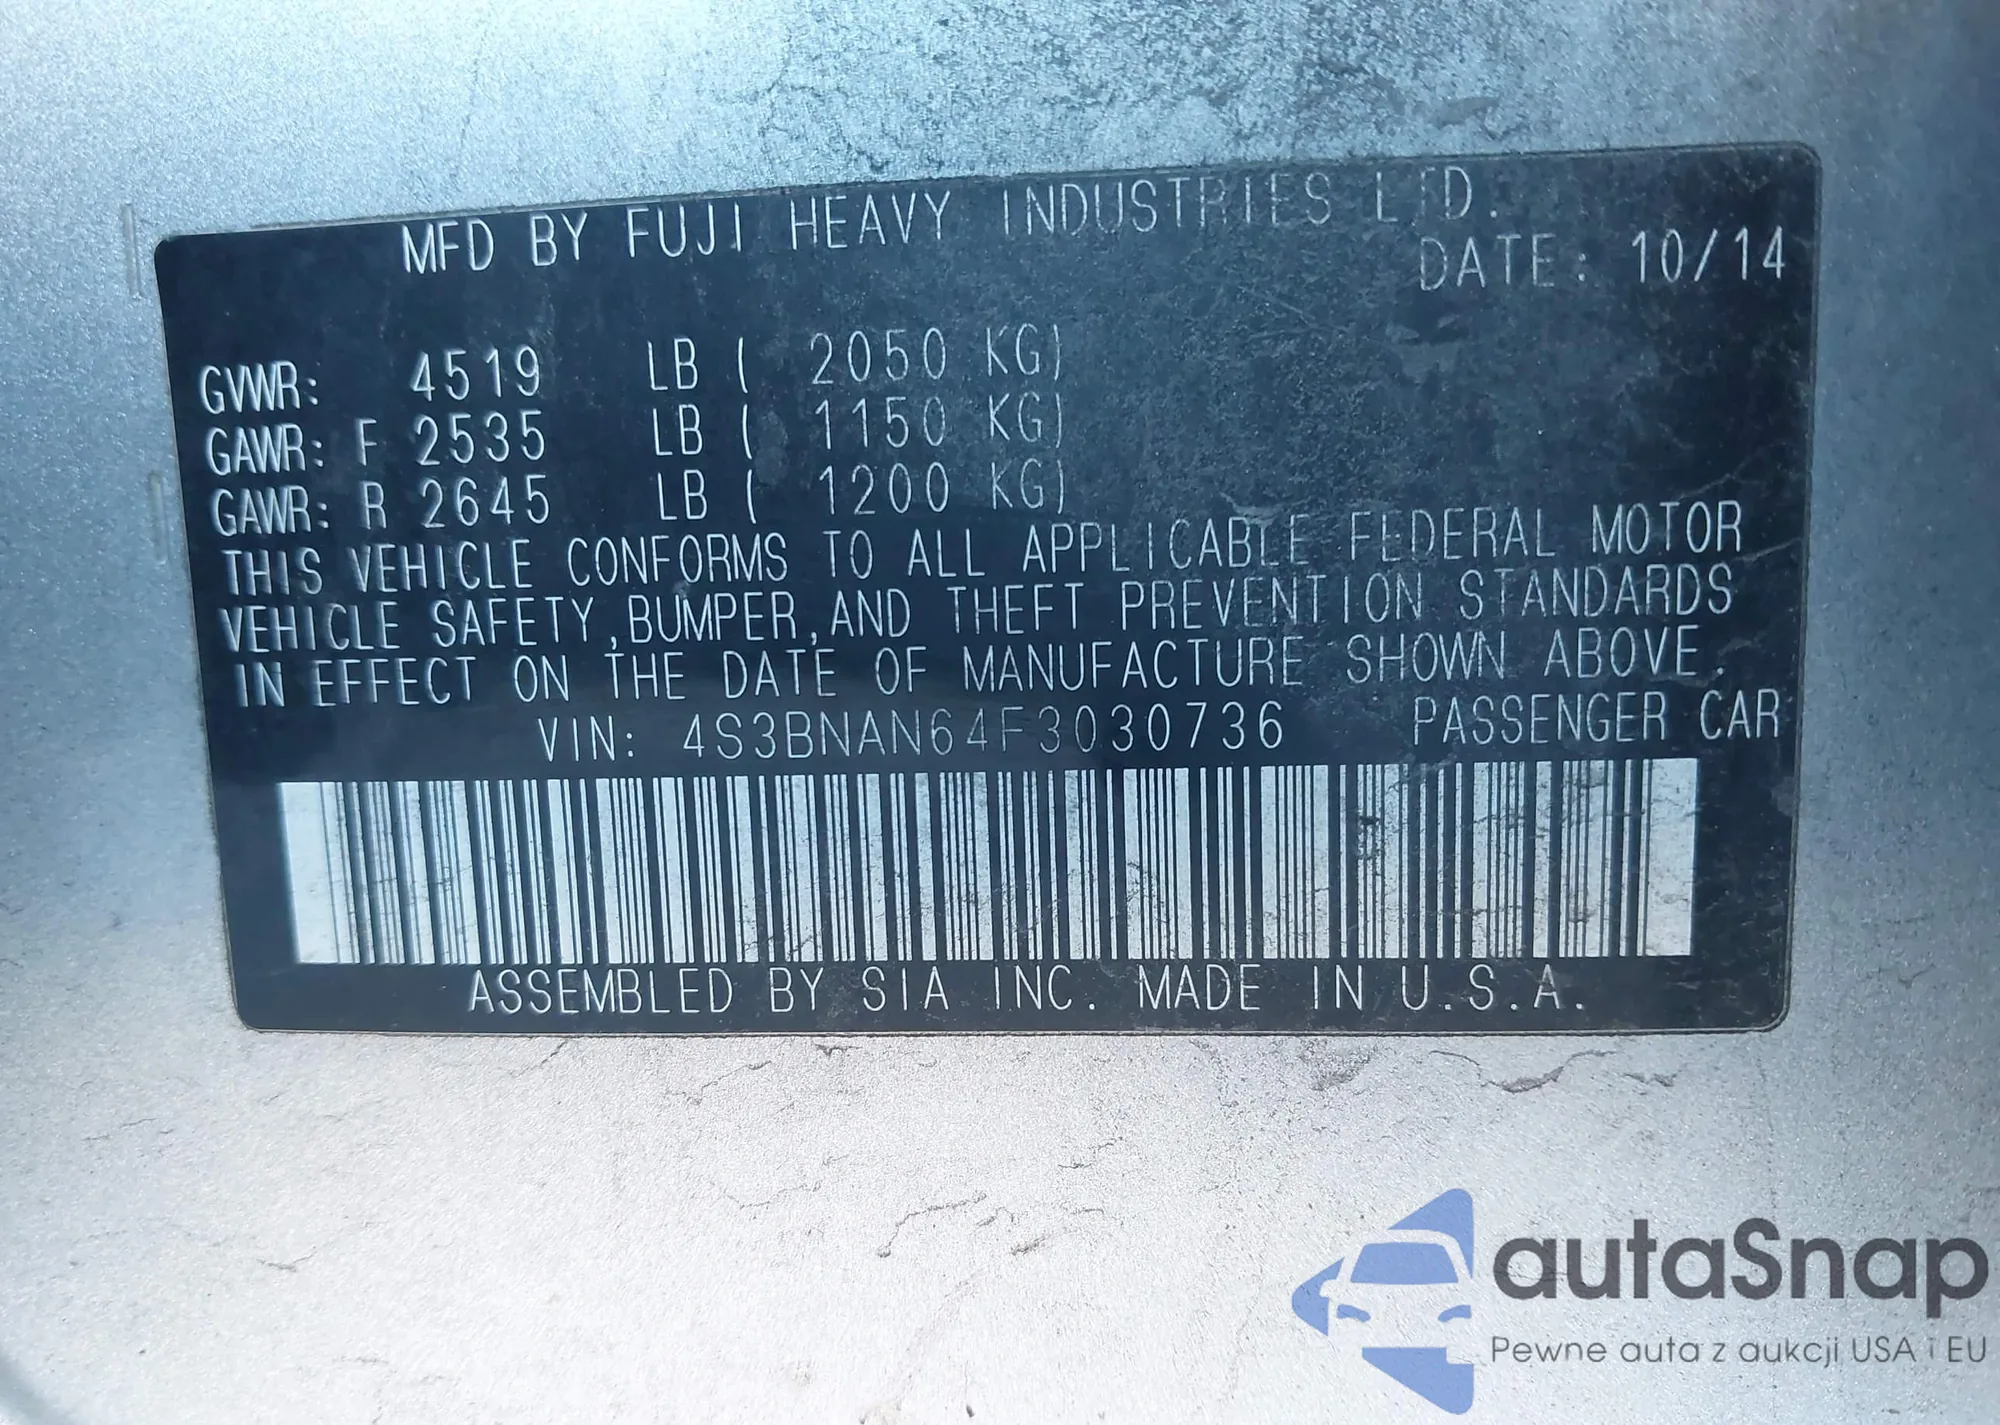 MFD BY FUJI HEAVY INDUSTRIES LTD.
DATE: 10/14
GVWR: 4519 LB ( 2050 KG)
GAWR: F 2535 LB ( 1150 KG)
GAWR: R 2645 LB ( 1200 KG)
THIS VEHICLE CONFORMS TO ALL APPLICABLE FEDERAL MOTOR
VEHICLE SAFETY,BUMPER,AND THEFT PREVENTION STANDARDS
IN EFFECT ON THE DATE OF MANUFACTURE SHOWN ABOVE.
VIN: 4S3BNAN64F3030736 PASSENGER CAR
ASSEMBLED BY SIA INC. MADE IN U.S.A.
autaSnap
Pewne auta z aukcji USA i EU